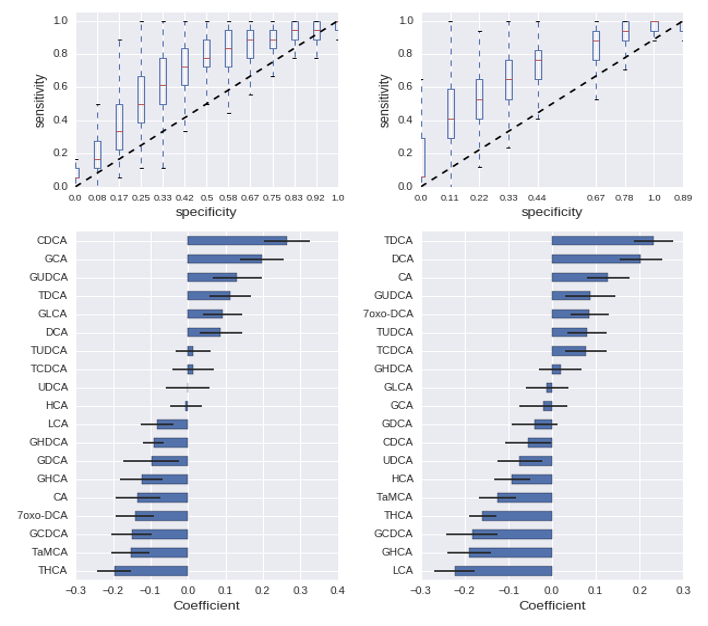 1.0
0.8
0.6
0.4
0.2
0.0
sensitivity
0.0 0.08 0.17 0.25 0.33 0.42 0.5 0.58 0.67 0.75 0.83 0.92 1.0
specificity
1.0
0.8
0.6
0.4
0.2
0.0
sensitivity
0.0 0.11 0.22 0.33 0.44 0.67 0.78 1.0 0.89
specificity
CDCA
GCA
GUDCA
TDCA
GLCA
DCA
TUDCA
TCDCA
UDCA
HCA
LCA
GHDCA
GDCA
GHCA
CA
7oxo-DCA
GCDCA
TaMCA
THCA
−0.3 −0.2 −0.1 0.0 0.1 0.2 0.3 0.4
Coefficient
TDCA
DCA
CA
GUDCA
7oxo-DCA
TUDCA
TCDCA
GHDCA
GLCA
GCA
GDCA
CDCA
UDCA
HCA
TaMCA
THCA
GCDCA
GHCA
LCA
−0.3 −0.2 −0.1 0.0 0.1 0.2 0.3
Coefficient